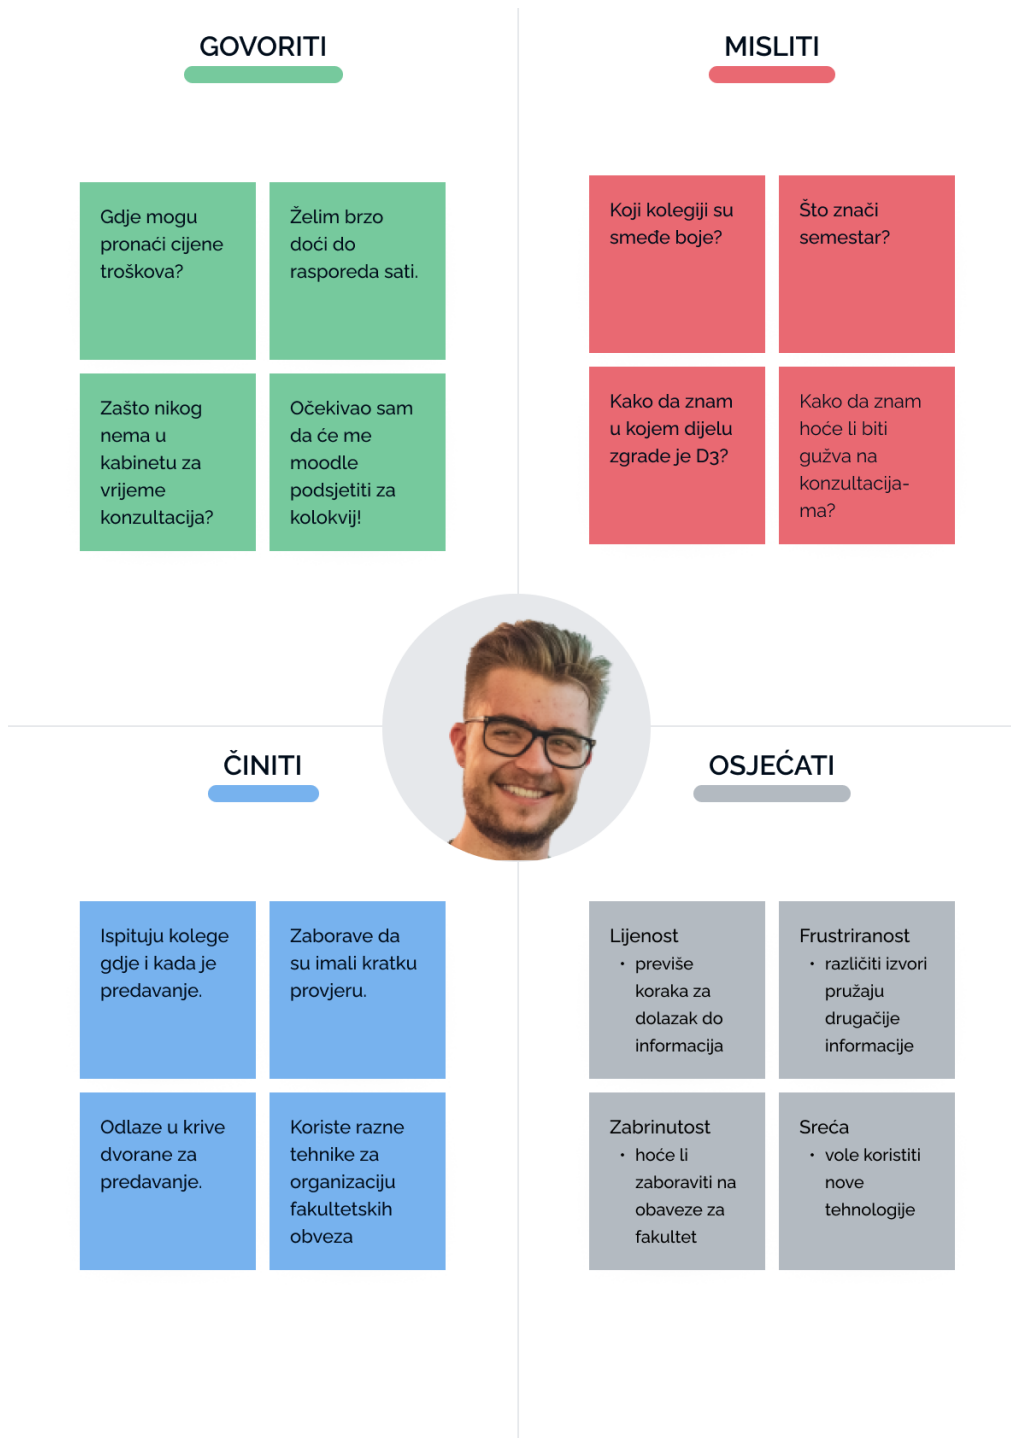 GOVORITI
Gdje mogu
pronaći cijene
troškova?
Želim brzo
doći do
rasporeda sati.
Zašto nikog
nema u
kabinetu za
vrijeme
konzultacija?
Očekivao sam
da će me
moodle
podsjetiti za
kolokvij!
MISLITI
Koji kolegiji su
smeđe boje?
Što znači
semestar?
Kako da znam
u kojem dijelu
zgrade je D3?
Kako da znam
hoće li biti
gužva na
konzultacija-
ma?
ČINITI
Ispituju kolege
gdje i kada je
predavanje.
Zaborave da
su imali kratku
provjeru.
Odlaze u krive
dvorane za
predavanje.
Koriste razne
tehnike za
organizaciju
fakultetskih
obveza
OSJEĆATI
Lijenost
• previše
koraka za
dolazak do
informacija
Frustriranost
• različiti izvori
pružaju
drugačije
informacije
Zabrinutost
• hoće li
zaboraviti na
obaveze za
fakultet
Sreća
• vole koristiti
nove
tehnologije